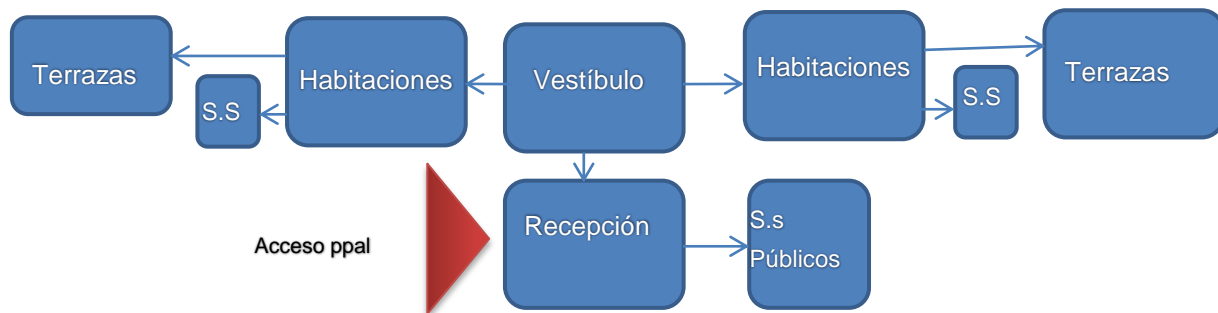 Terrazas
S.S
Habitaciones
Vestíbulo
Habitaciones
S.S
Terrazas
Acceso ppal
Recepción
S.s
Públicos